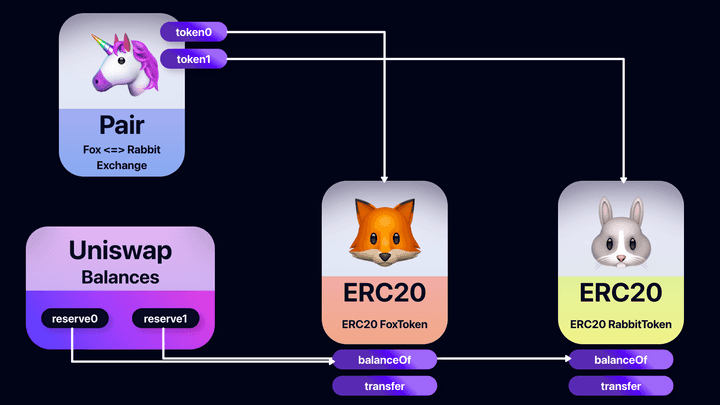 token0
token1
Pair
Fox <=> Rabbit
Exchange
Uniswap
Balances
reserve0
reserve1
ERC20
ERC20 FoxToken
balanceOf
transfer
ERC20
ERC20 RabbitToken
balanceOf
transfer